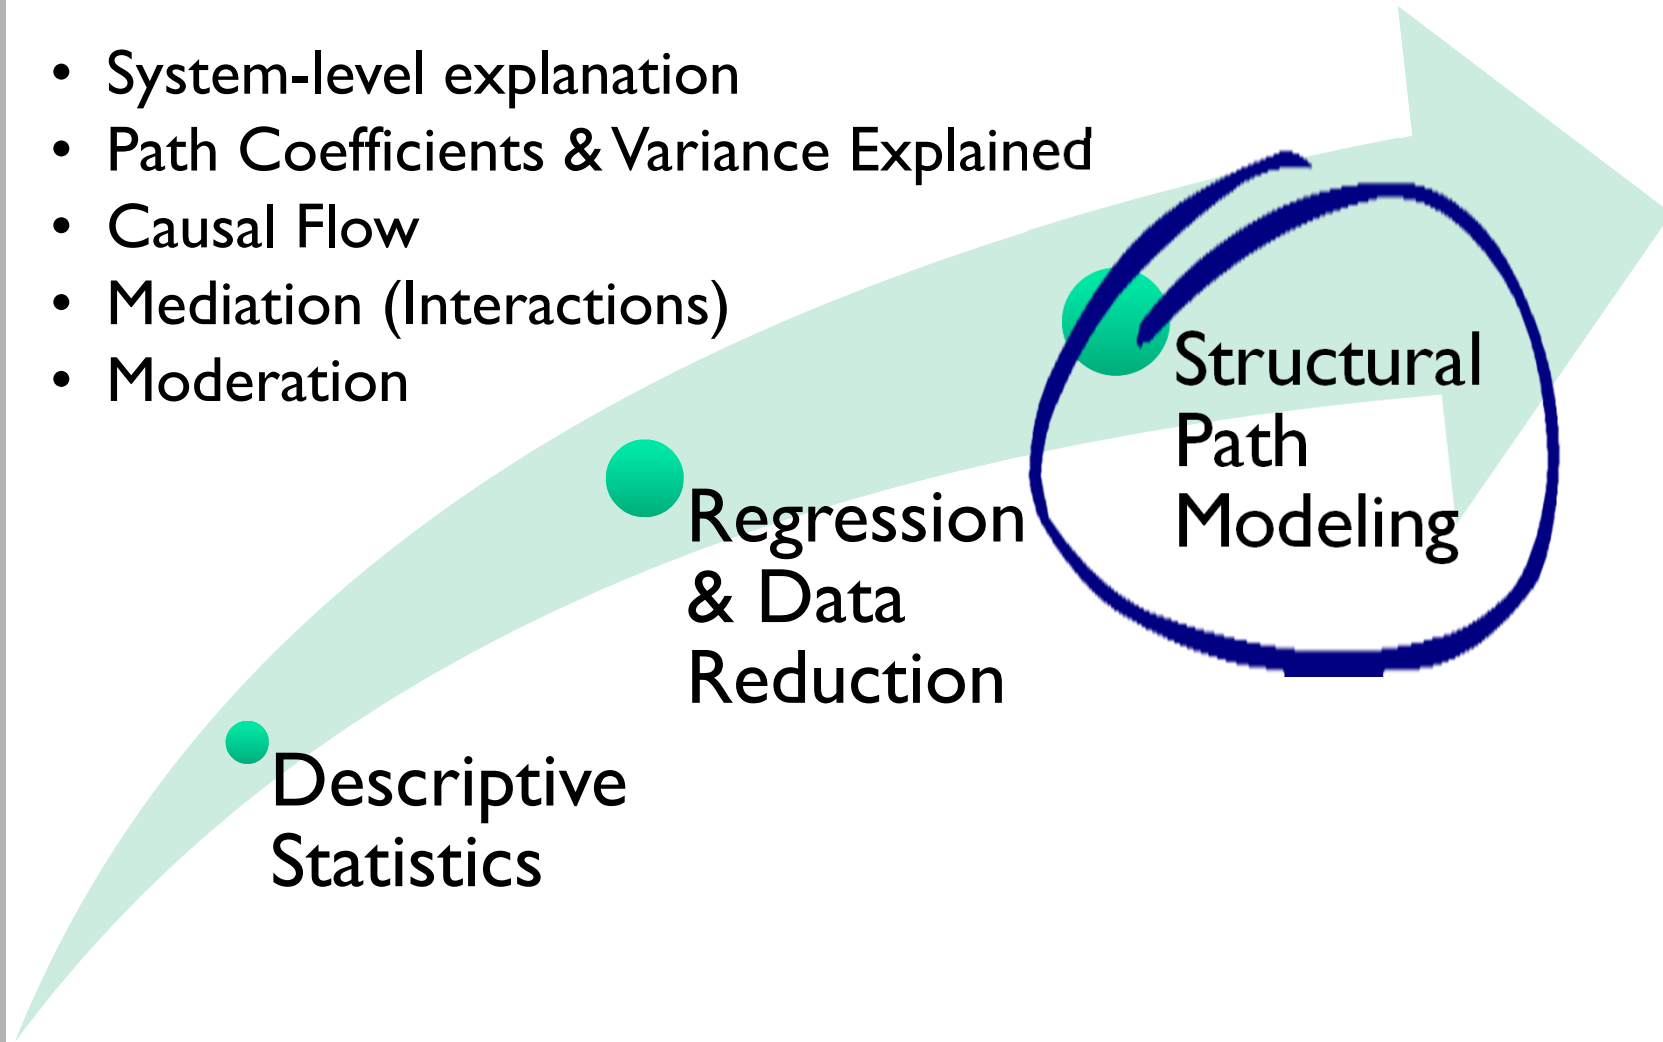 • System-level explanation
• Path Coefficients & Variance Explained
• Causal Flow
• Mediation (Interactions)
• Moderation
Structural
Path
Modeling
Regression
& Data
Reduction
Descriptive
Statistics